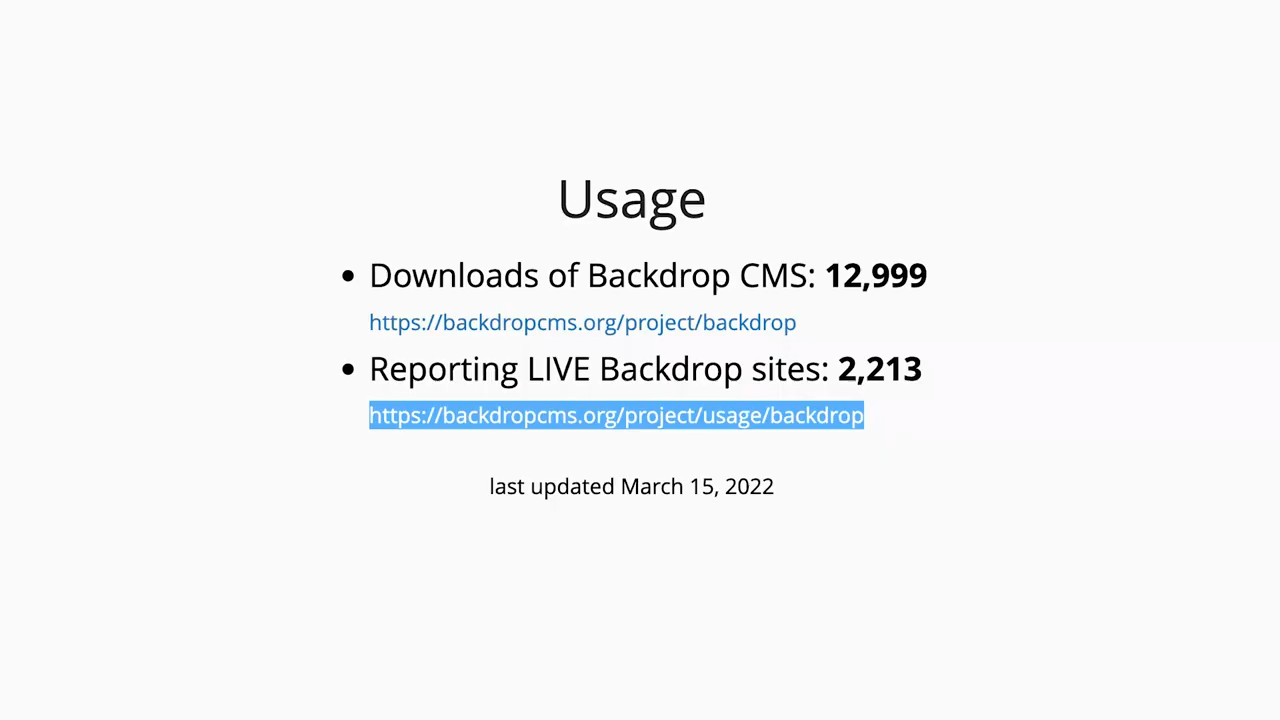 Usage
• Downloads of Backdrop CMS: 12,999
https://backdropcms.org/project/backdrop
• Reporting LIVE Backdrop sites: 2,213
https://backdropcms.org/project/usage/backdrop
last updated March 15, 2022